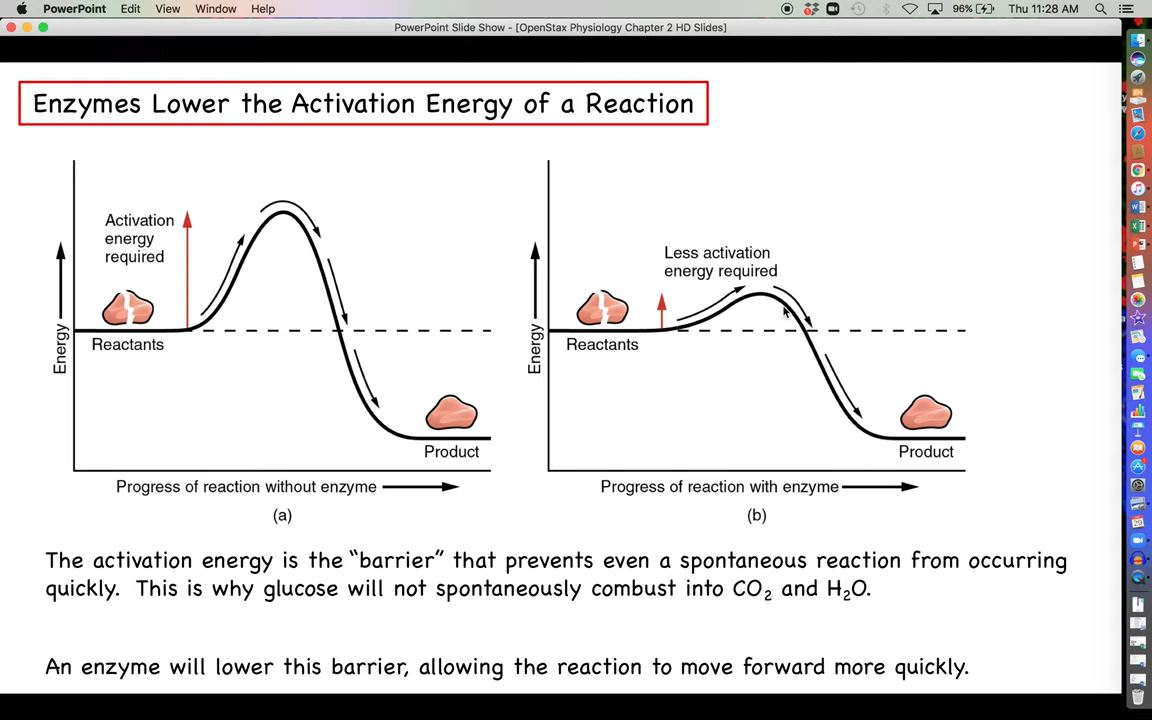 PowerPoint Edit View Window Help 96% Thu 11:28 AM
PowerPoint Slide Show - [OpenStax Physiology Chapter 2 HD Slides]
Enzymes Lower the Activation Energy of a Reaction
Activation
energy
required
Reactants
Energy
Product
Progress of reaction without enzyme
(a)
Less activation
energy required
Reactants
Energy
Product
Progress of reaction with enzyme
(b)
The activation energy is the “barrier” that prevents even a spontaneous reaction from occurring
quickly. This is why glucose will not spontaneously combust into CO₂ and H₂O.
An enzyme will lower this barrier, allowing the reaction to move forward more quickly.